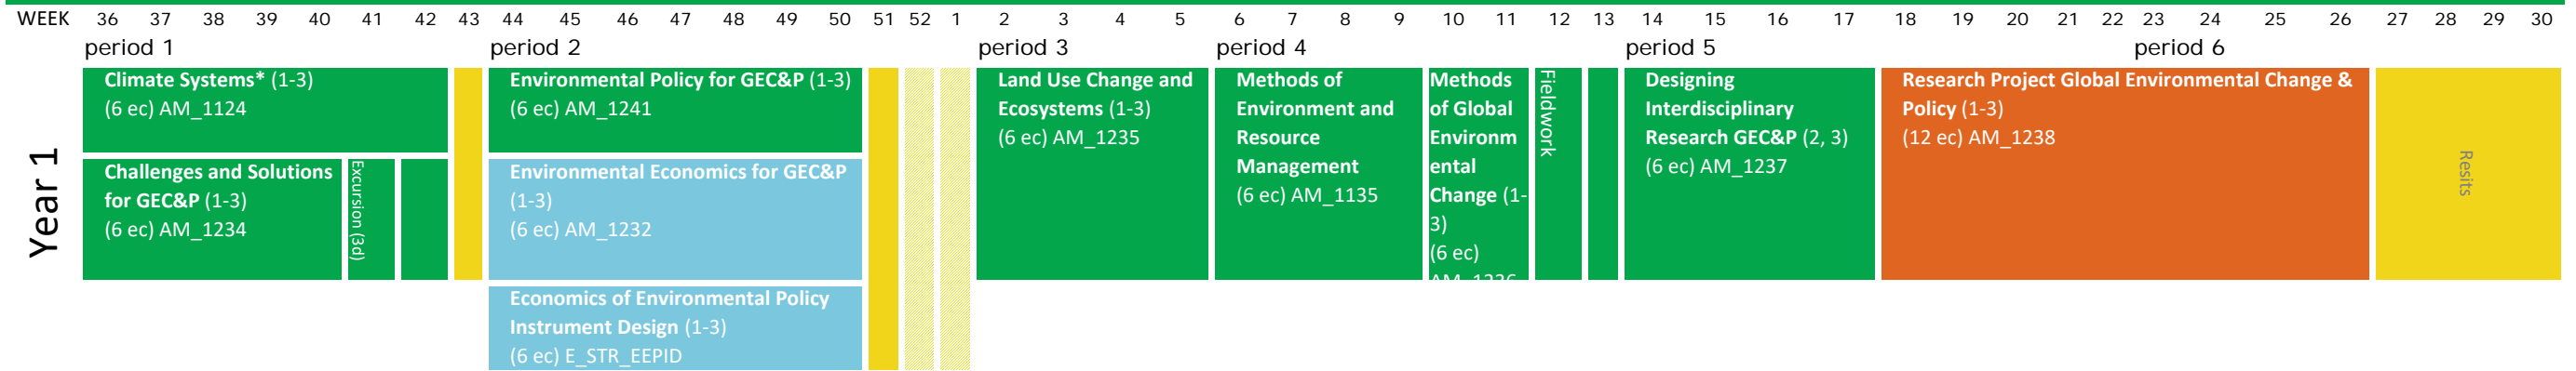 WEEK 36 37 38 39 40 41 42 43 44 45 46 47 48 49 50 51 52 1 2 3 4 5 6 7 8 9 10 11 12 13 14 15 16 17 18 19 20 21 22 23 24 25 26 27 28 29 30
period 1 period 2 period 3 period 4 period 5 period 6
Year 1
Climate Systems* (1-3)
(6 ec) AM_1124
Challenges and Solutions
for GEC&P (1-3)
(6 ec) AM_1234
Excursion (3d)
Environmental Policy for GEC&P (1-3)
(6 ec) AM_1241
Environmental Economics for GEC&P
(1-3)
(6 ec) AM_1232
Economics of Environmental Policy
Instrument Design (1-3)
(6 ec) E_STR_EEPID
Land Use Change and
Ecosystems (1-3)
(6 ec) AM_1235
Methods of
Environment and
Resource
Management
(6 ec) AM_1135
Methods
of Global
Environm
ental
Change (1-
3)
(6 ec)
Fieldwork
Designing
Interdisciplinary
Research GEC&P (2, 3)
(6 ec) AM_1237
Research Project Global Environmental Change &
Policy (1-3)
(12 ec) AM_1238
Resits